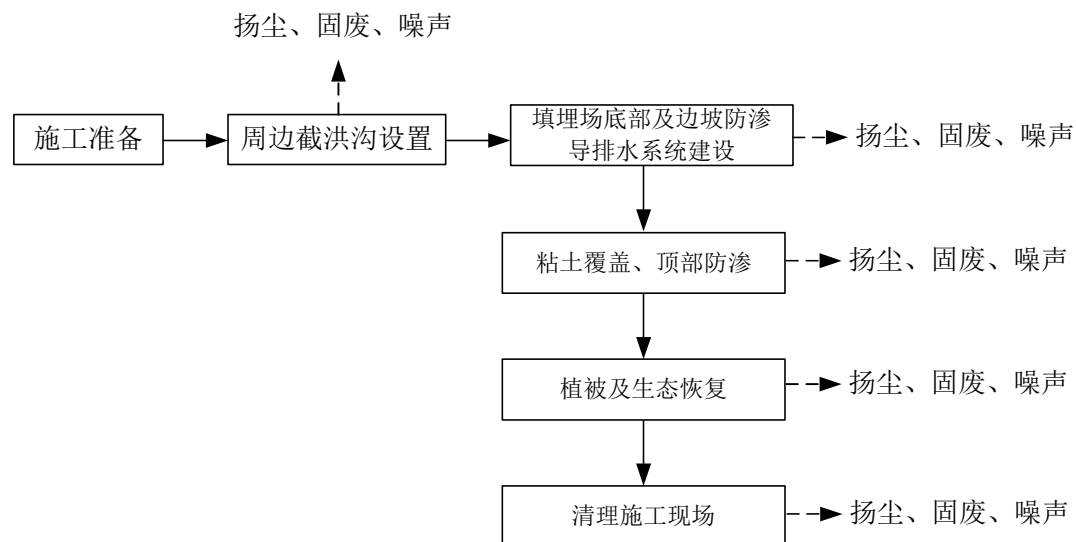 扬尘、固废、噪声
施工准备
周边截洪沟设置
填埋场底部及边坡防渗
导排水系统建设
扬尘、固废、噪声
粘土覆盖、顶部防渗
扬尘、固废、噪声
植被及生态恢复
扬尘、固废、噪声
清理施工现场
扬尘、固废、噪声